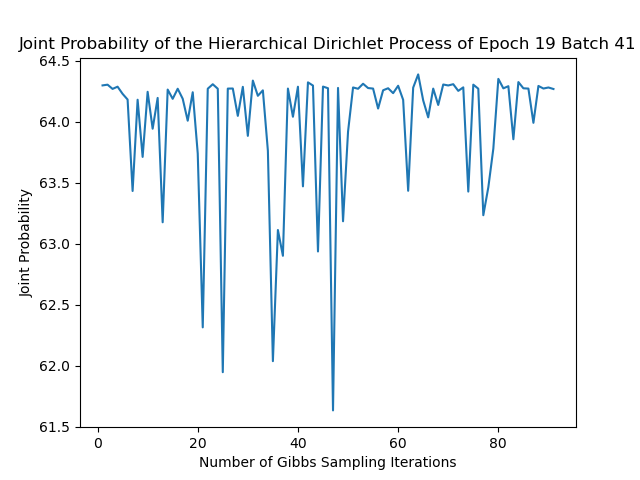 Joint Probability of the Hierarchical Dirichlet Process of Epoch 19 Batch 41
64.5
64.0
63.5
63.0
62.5
62.0
61.5
Joint Probability
0 20 40 60 80
Number of Gibbs Sampling Iterations